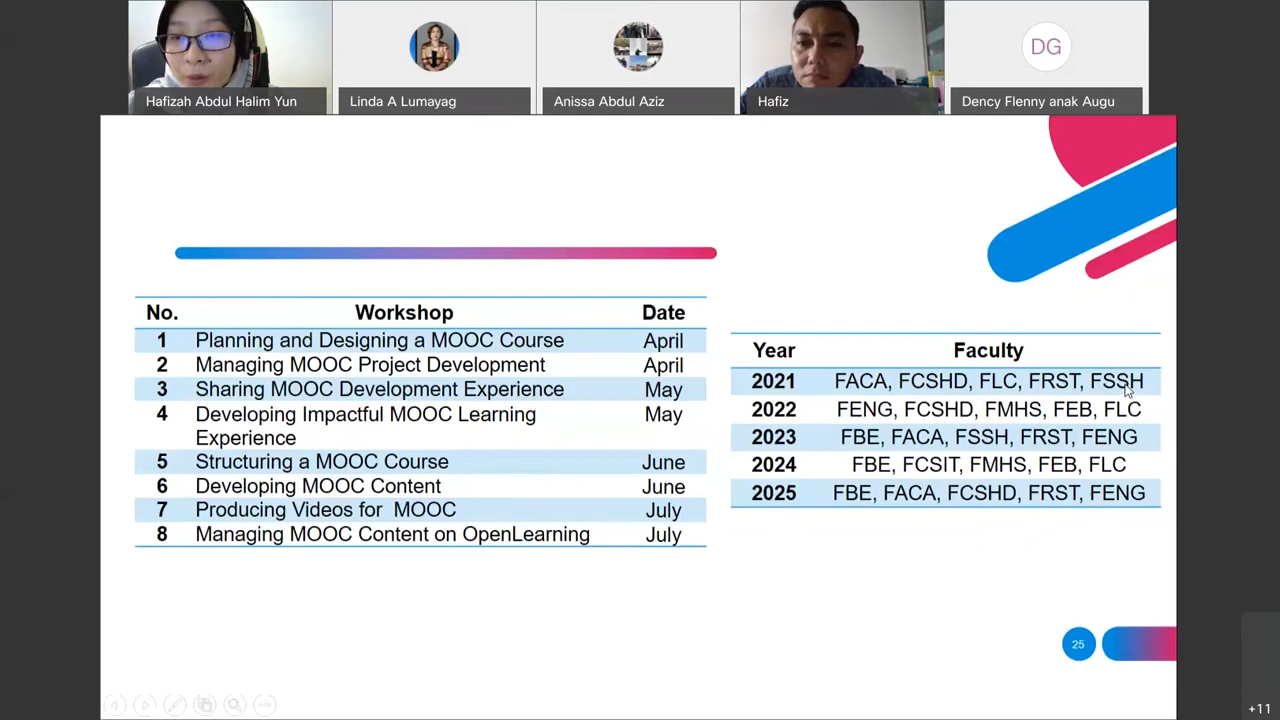 DG
Hafizah Abdul Halim Yun
Linda A Lumayag
Anissa Abdul Aziz
Hafiz
Dency Flenny anak Augu
No. Workshop Date
1 Planning and Designing a MOOC Course April
2 Managing MOOC Project Development April
3 Sharing MOOC Development Experience May
4 Developing Impactful MOOC Learning May
Experience
5 Structuring a MOOC Course June
6 Developing MOOC Content June
7 Producing Videos for MOOC July
8 Managing MOOC Content on OpenLearning July
Year Faculty
2021 FACA, FCSHD, FLC, FRST, FSSH
2022 FENG, FCSHD, FMHS, FEB, FLC
2023 FBE, FACA, FSSH, FRST, FENG
2024 FBE, FCSIT, FMHS, FEB, FLC
2025 FBE, FACA, FCSHD, FRST, FENG
25
+11